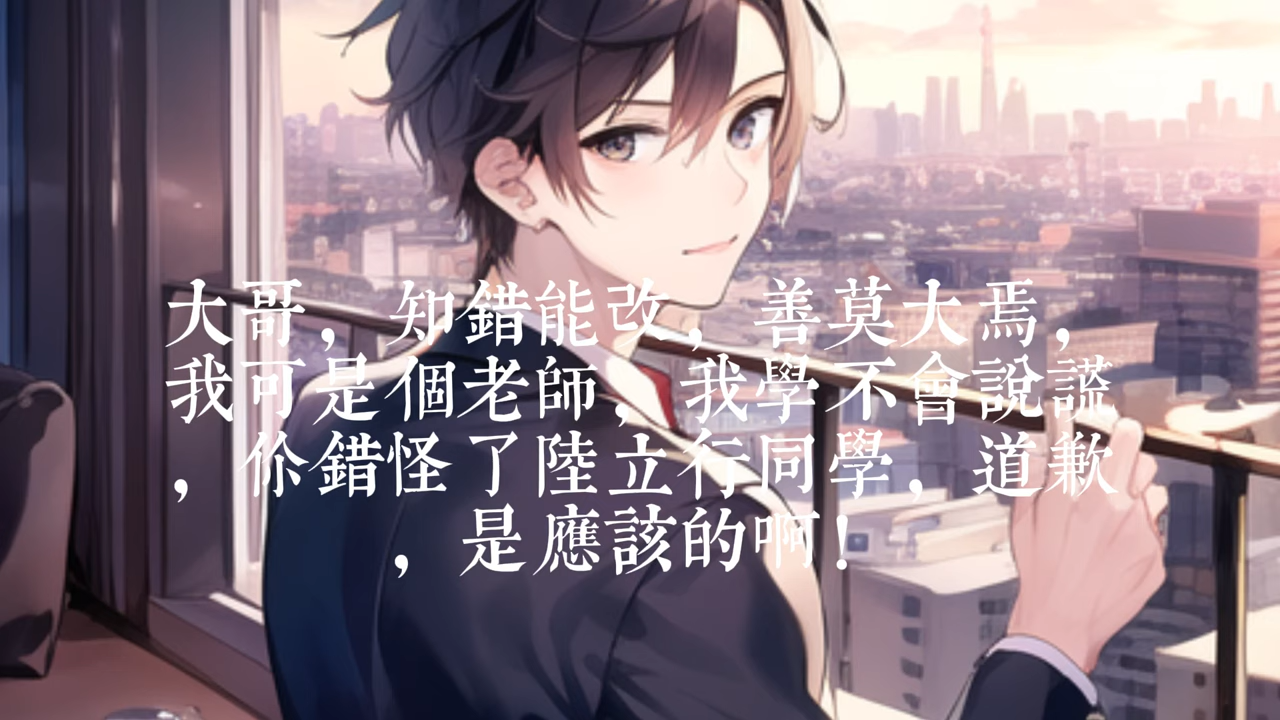 大哥，知錯能改，善莫大焉，
我可是個老師，我學不會說謊
，你錯怪了陸立行同學，道歉
，是應該的啊！